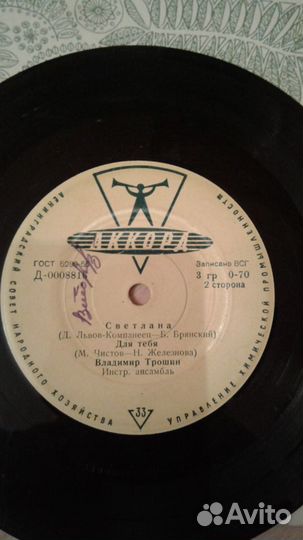 ЛЕНИНГРАДСКИЙ СОВЕТ НАРОДНОГО ХОЗЯЙСТВА
УПРАВЛЕНИЕ ХИМИЧЕСКОЙ ПРОМЫШЛЕННОСТИ
АККОРД
ГОСТ
Д-000881
Записано ВСГ
3 гр 0-70
2 сторона
Светлана
(Д. Львов-Компанеец—Б. Брянский)
Для тебя
(М. Чистов—Н. Железнова)
Владимир Трошин
Инстр. ансамбль
33
Avito